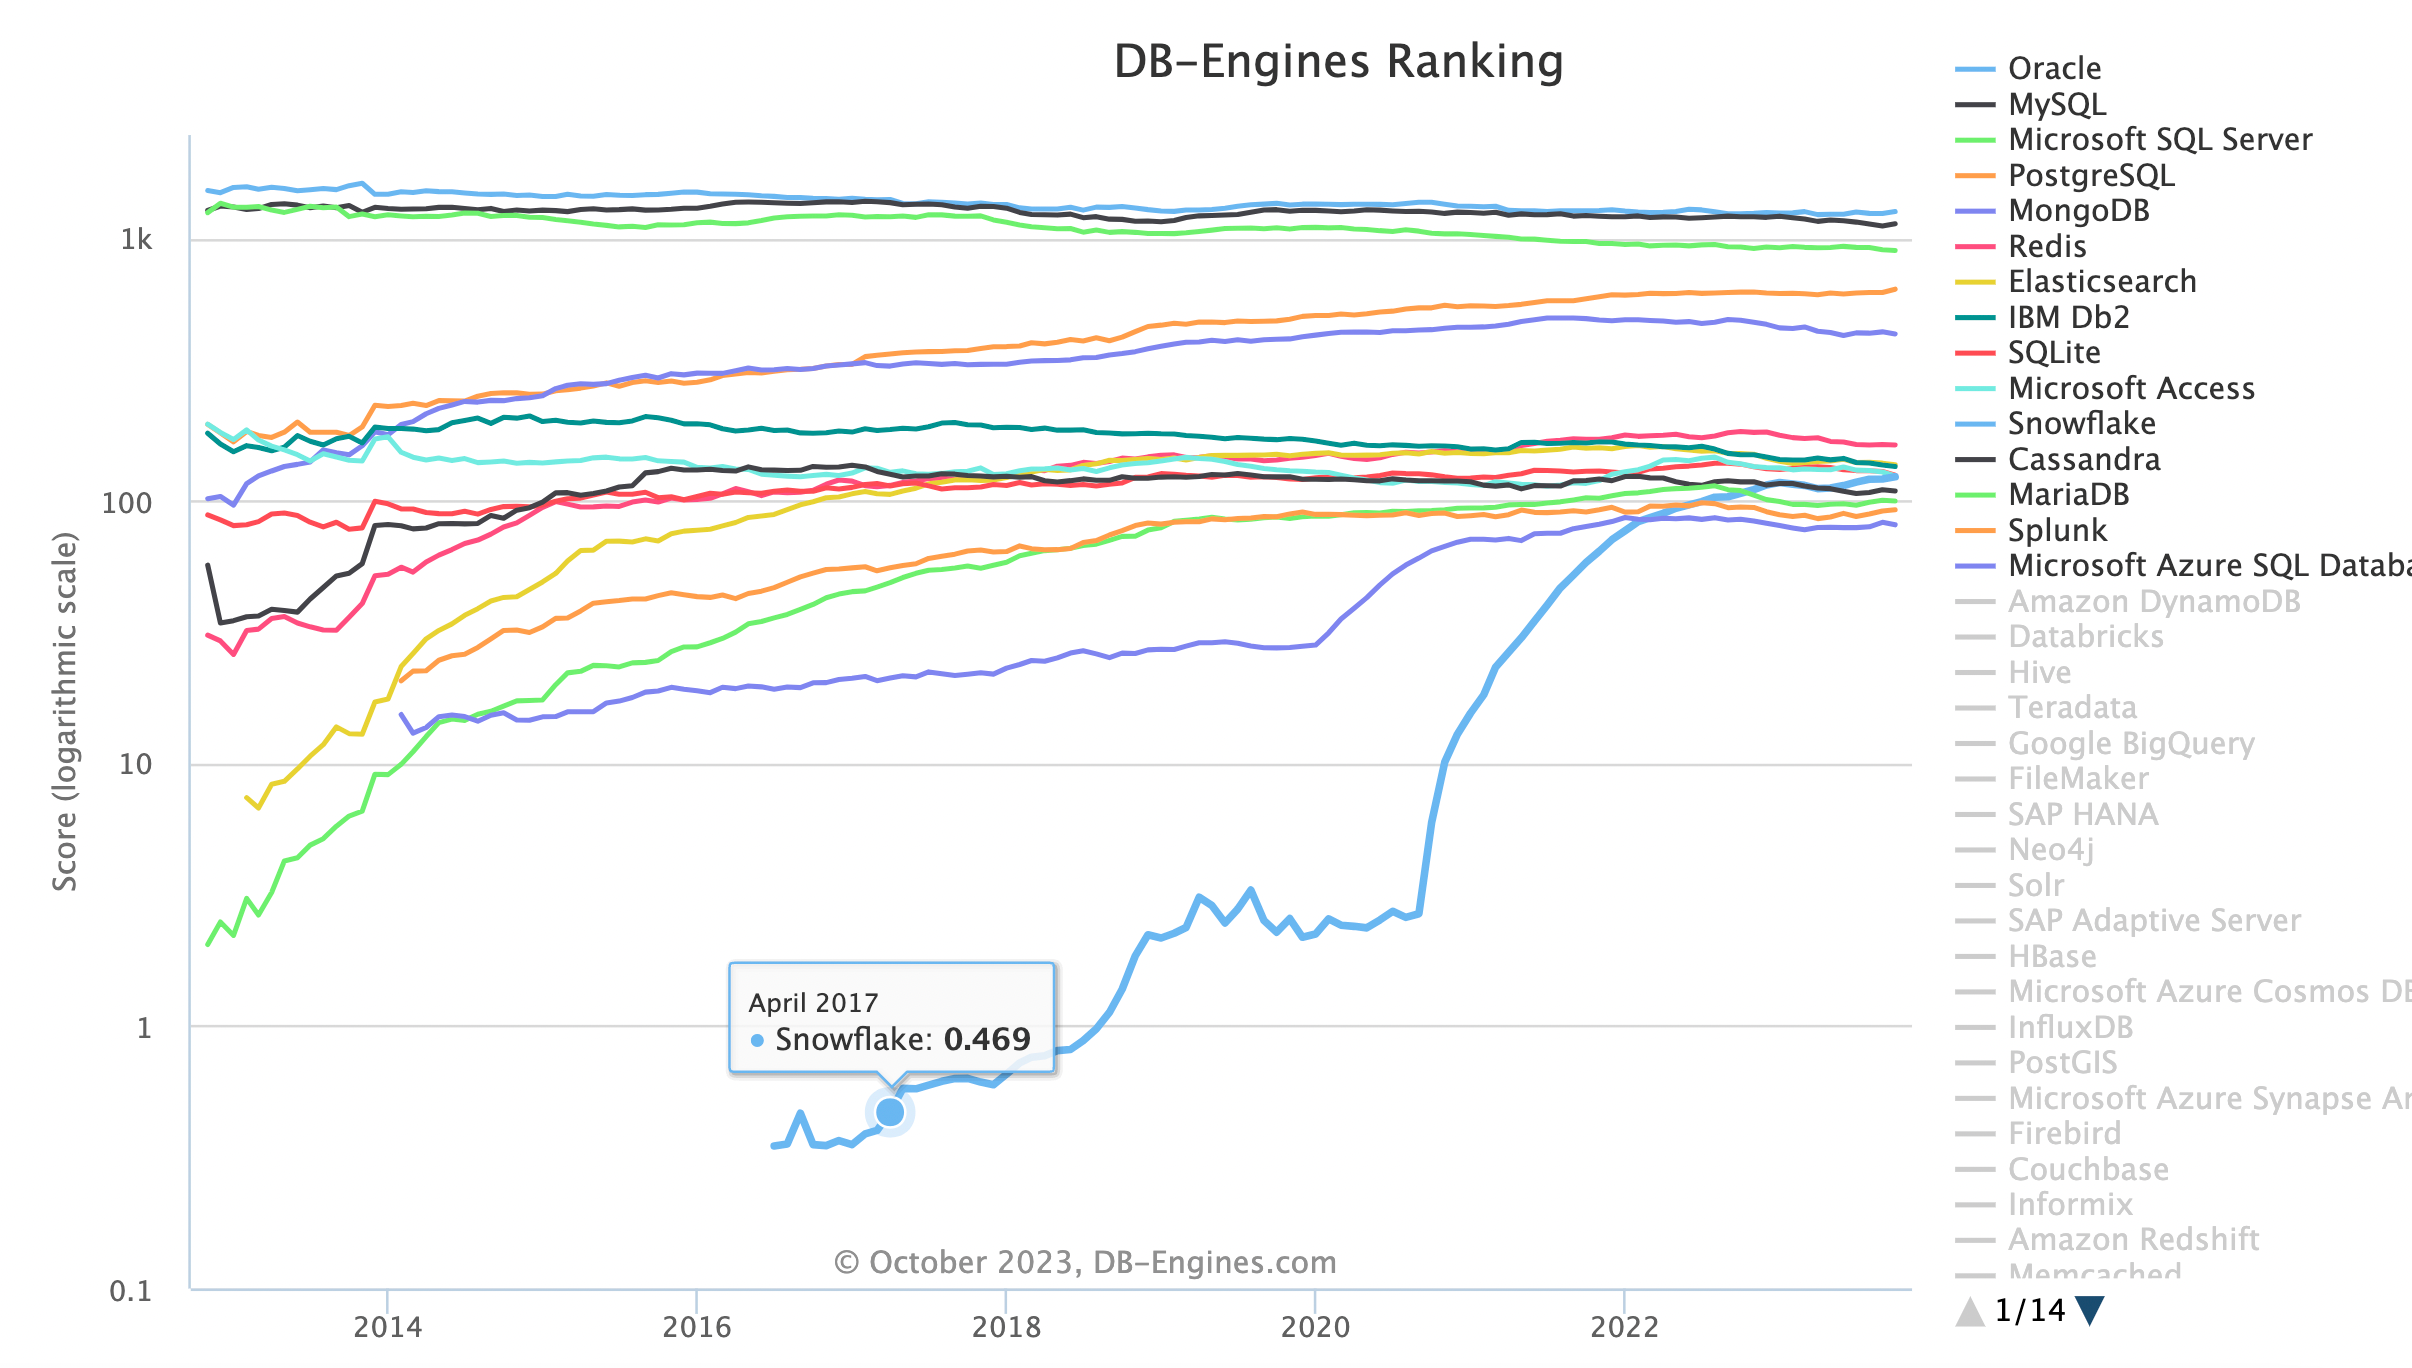 DB-Engines Ranking
Score (logarithmic scale)
1k
100
10
1
0.1
2014
2016
2018
2020
2022
April 2017
Snowflake: 0.469
© October 2023, DB-Engines.com
Oracle
MySQL
Microsoft SQL Server
PostgreSQL
MongoDB
Redis
Elasticsearch
IBM Db2
SQLite
Microsoft Access
Snowflake
Cassandra
MariaDB
Splunk
Microsoft Azure SQL Databa
Amazon DynamoDB
Databricks
Hive
Teradata
Google BigQuery
FileMaker
SAP HANA
Neo4j
Solr
SAP Adaptive Server
HBase
Microsoft Azure Cosmos DB
InfluxDB
PostGIS
Microsoft Azure Synapse Ar
Firebird
Couchbase
Informix
Amazon Redshift
Memcached
1/14